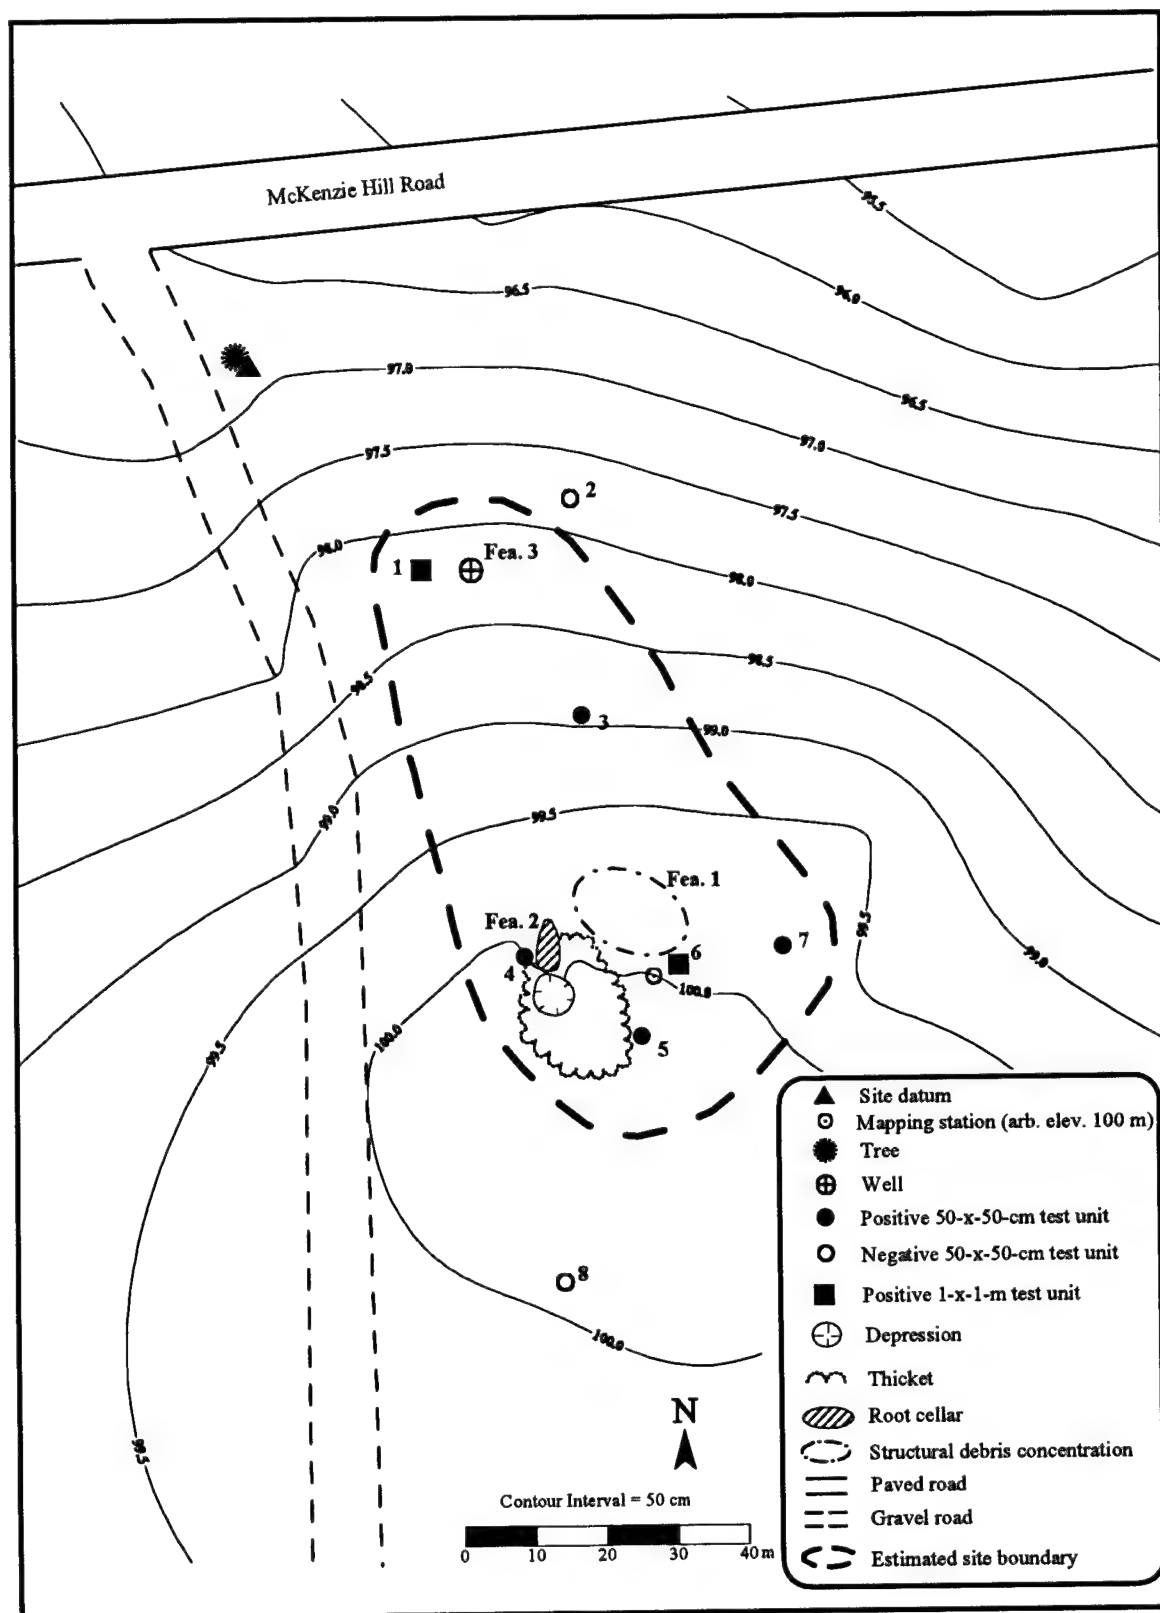 McKenzie Hill Road
95.5
96.5
96.0
97.0
96.5
97.0
97.5
97.5
2
98.0
1
Fea. 3
98.0
98.5
98.5
3
99.0
99.0
99.5
Fea. 1
Fea. 2
99.5
7
6
4
99.0
100.0
100.0
99.5
5
8
100.0
99.5
N
Contour Interval = 50 cm
0 10 20 30 40 m
Site datum
Mapping station (arb. elev. 100 m)
Tree
Well
Positive 50-x-50-cm test unit
Negative 50-x-50-cm test unit
Positive 1-x-1-m test unit
Depression
Thicket
Root cellar
Structural debris concentration
Paved road
Gravel road
Estimated site boundary